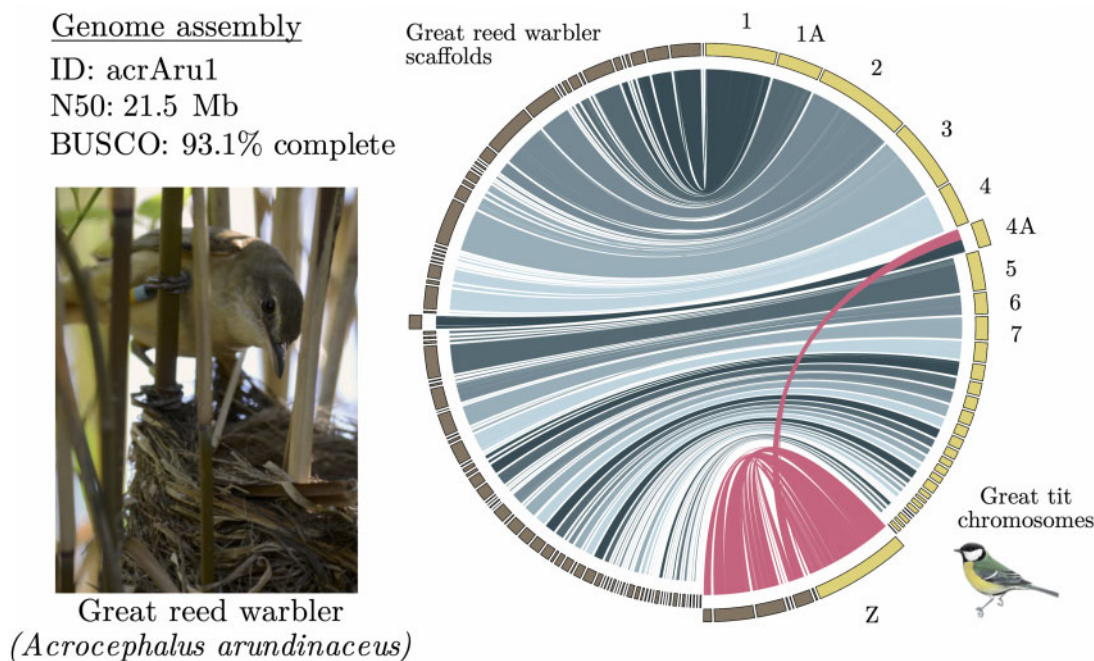 Genome assembly
ID: acrAru1
N50: 21.5 Mb
BUSCO: 93.1% complete
Great reed warbler
(Acrocephalus arundinaceus)
Great reed warbler
scaffolds
1
1A
2
3
4
4A
5
6
7
Z
Great tit
chromosomes